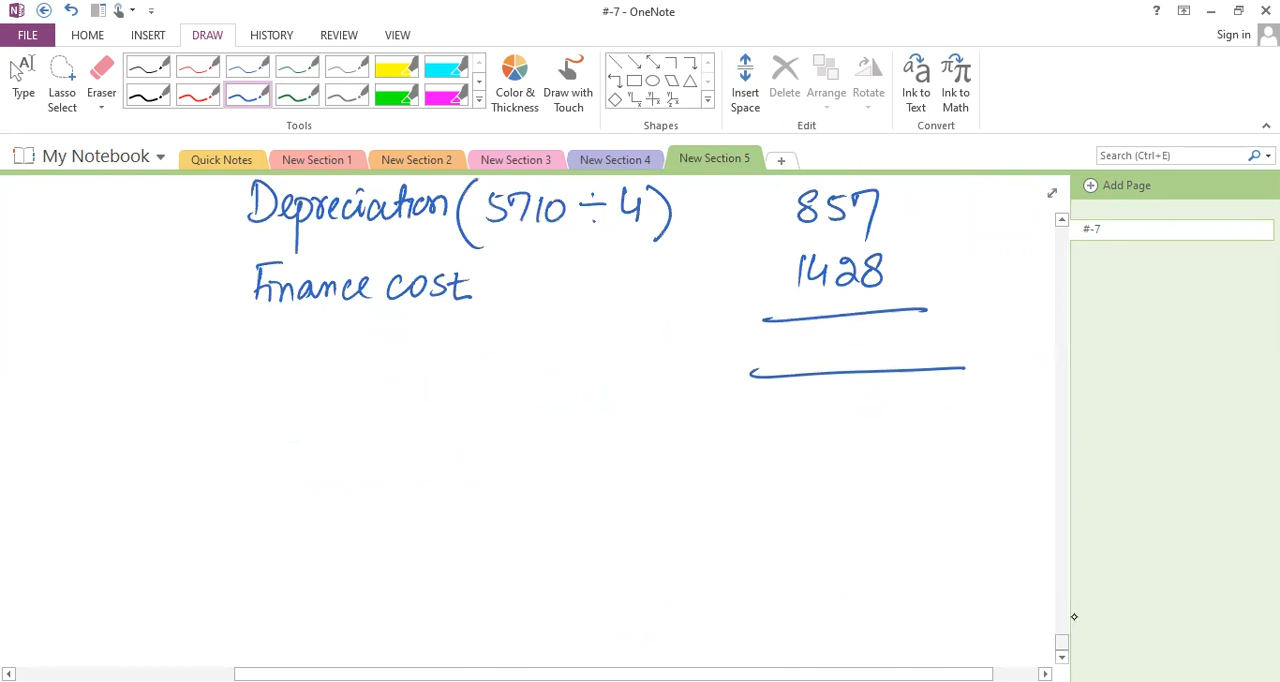 #-7 - OneNote
? Sign in
FILE HOME INSERT DRAW HISTORY REVIEW VIEW
Type
Lasso Select
Eraser
Color & Thickness
Draw with Touch
Insert Space
Delete
Arrange
Rotate
Ink to Text
Ink to Math
Tools
Shapes
Edit
Convert
My Notebook
Quick Notes New Section 1 New Section 2 New Section 3 New Section 4 New Section 5
Search (Ctrl+E)
Add Page
#-7
Depreciation (5710 ÷ 4) 857
Finance cost 1428